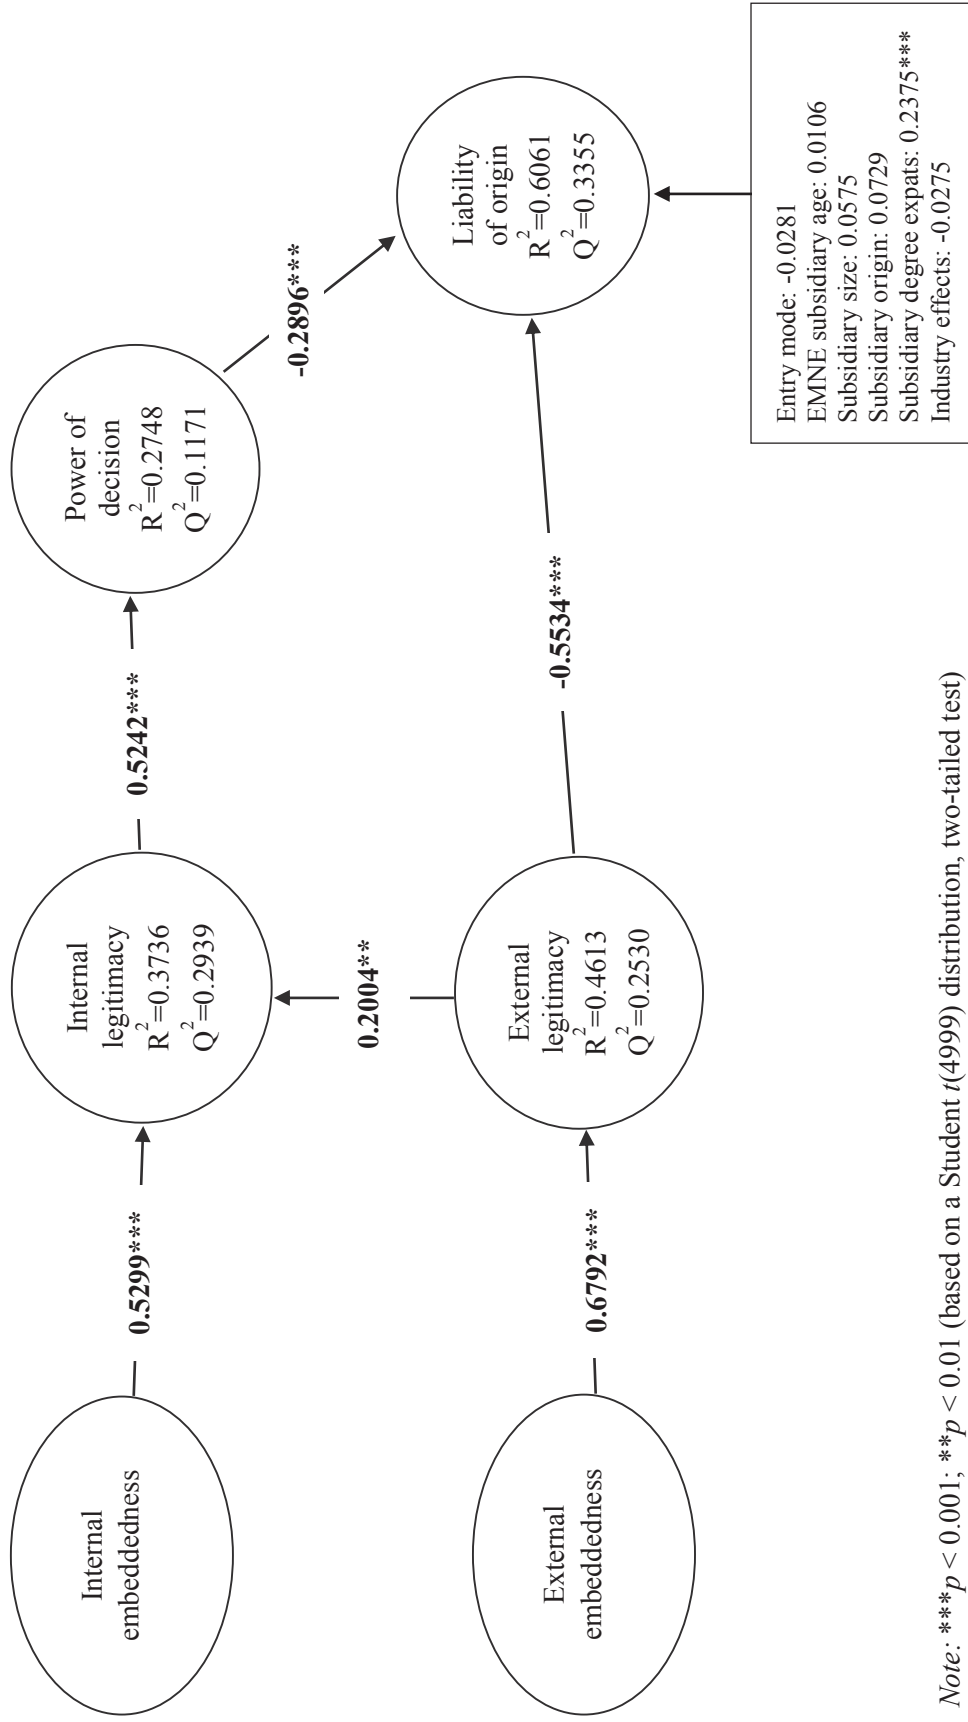 Internal
embeddedness
0.5299***
Internal
legitimacy
R²=0.3736
Q²=0.2939
0.5242***
Power of
decision
R²=0.2748
Q²=0.1171
-0.2896***
0.2004**
External
embeddedness
0.6792***
External
legitimacy
R²=0.4613
Q²=0.2530
-0.5534***
Liability
of origin
R²=0.6061
Q²=0.3355
Entry mode: -0.0281
EMNE subsidiary age: 0.0106
Subsidiary size: 0.0575
Subsidiary origin: 0.0729
Subsidiary degree expats: 0.2375***
Industry effects: -0.0275
Note: ***p < 0.001; **p < 0.01 (based on a Student t(4999) distribution, two-tailed test)